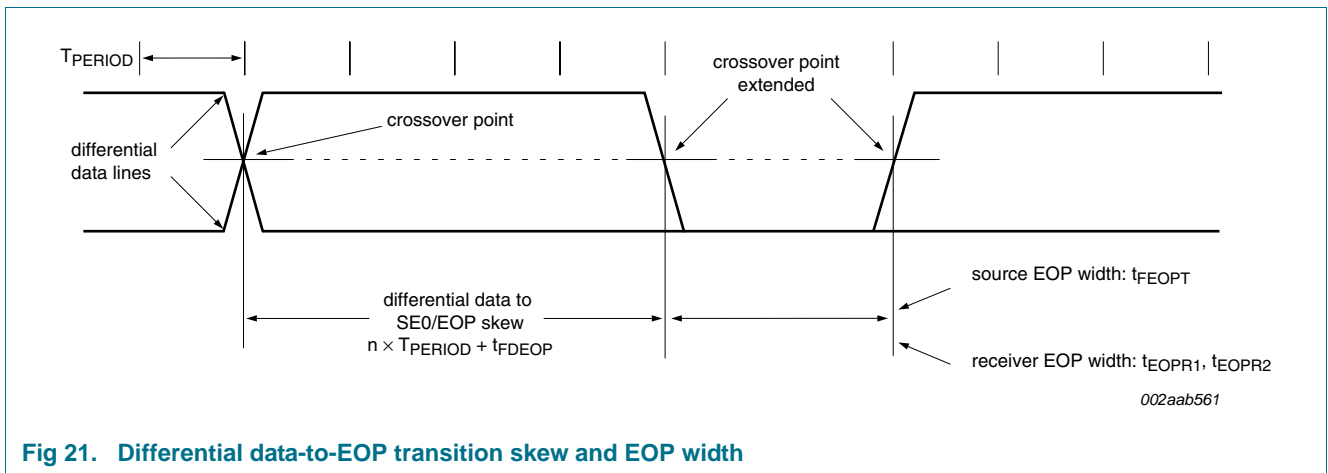 TPERIOD
crossover point
extended
crossover point
differential
data lines
source EOP width: tFEOPT
differential data to
SE0/EOP skew
n × TPERIOD + tFDEOP
receiver EOP width: tEOPR1, tEOPR2
002aab561
Fig 21. Differential data-to-EOP transition skew and EOP width